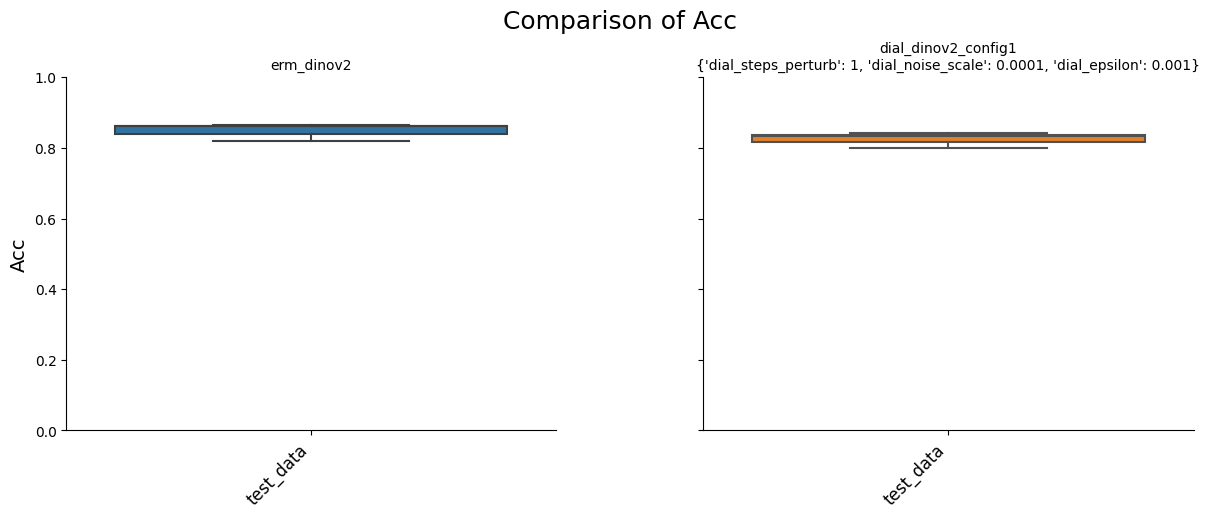 Comparison of Acc
erm_dinov2
dial_dinov2_config1
{'dial_steps_perturb': 1, 'dial_noise_scale': 0.0001, 'dial_epsilon': 0.001}
1.0
0.8
0.6
0.4
0.2
0.0
Acc
test_data
test_data